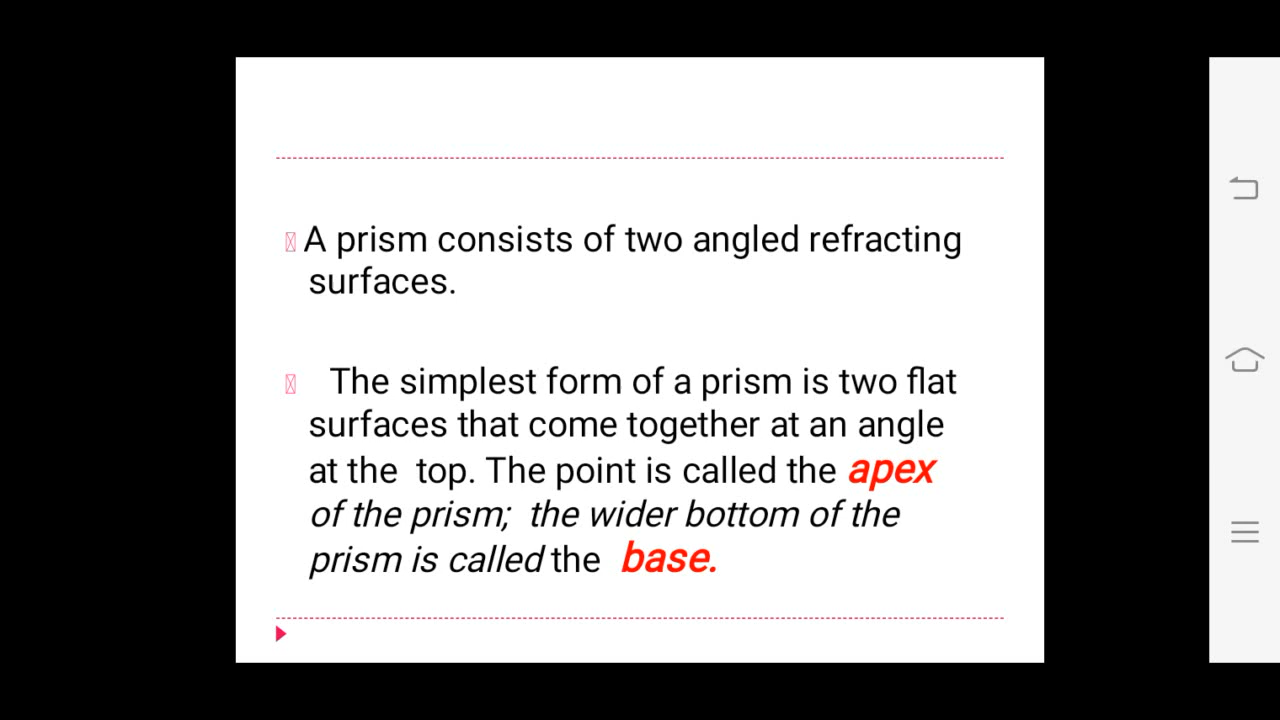 A prism consists of two angled refracting
surfaces.
The simplest form of a prism is two flat
surfaces that come together at an angle
at the top. The point is called the apex
of the prism; the wider bottom of the
prism is called the base.